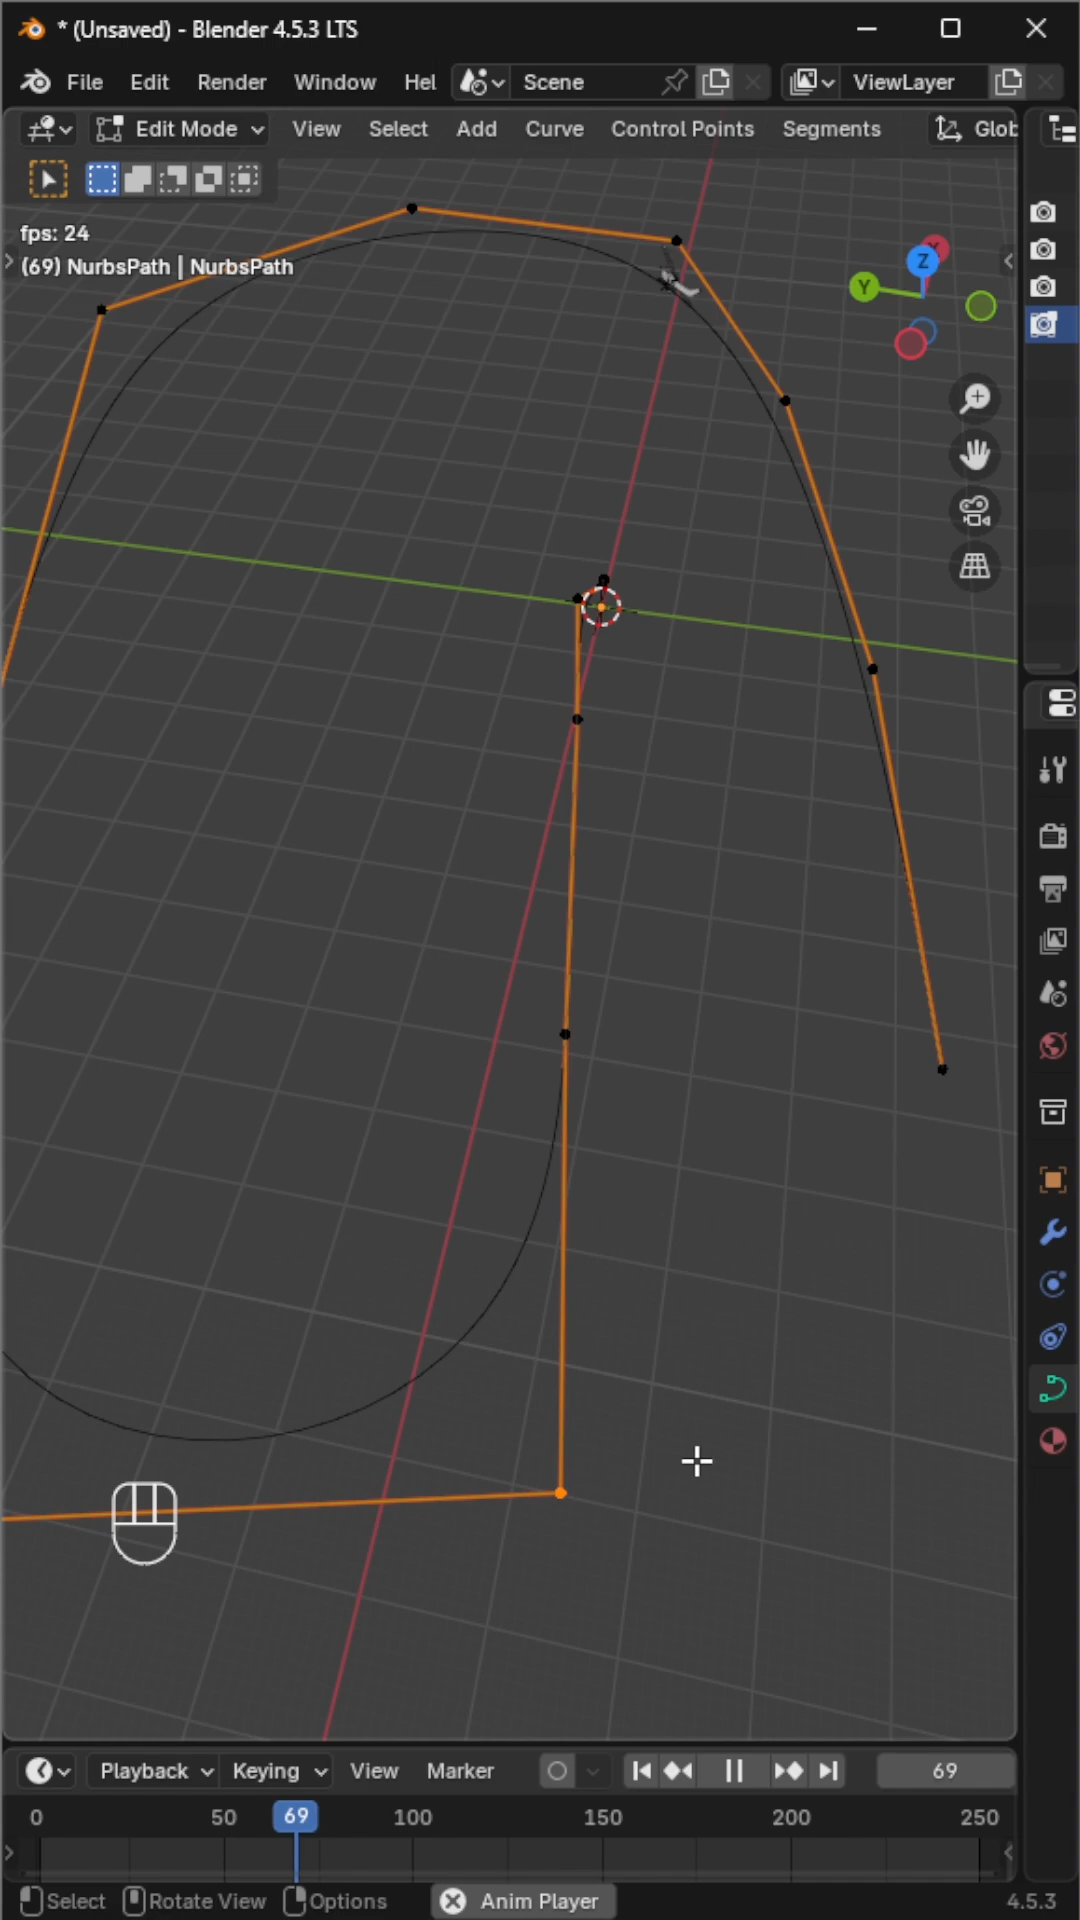 * (Unsaved) - Blender 4.5.3 LTS
File Edit Render Window Hel Scene ViewLayer
Edit Mode View Select Add Curve Control Points Segments Glob
fps: 24
(69) NurbsPath | NurbsPath
Z
Y
Playback Keying View Marker 69
0 50 69 100 150 200 250
Select Rotate View Options Anim Player 4.5.3